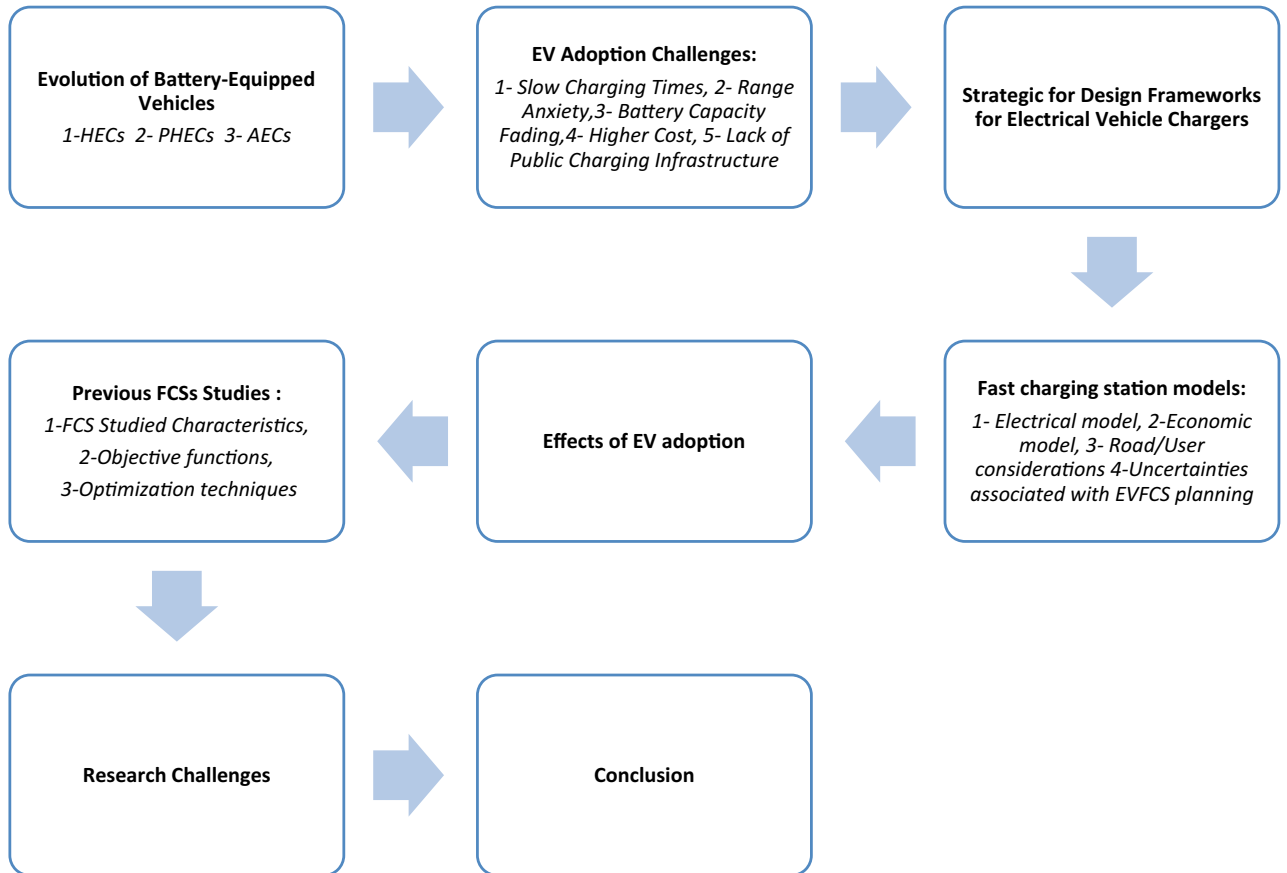 Evolution of Battery-Equipped
Vehicles
1-HECs 2- PHECs 3- AECs
EV Adoption Challenges:
1- Slow Charging Times, 2- Range
Anxiety,3- Battery Capacity
Fading,4- Higher Cost, 5- Lack of
Public Charging Infrastructure
Strategic for Design Frameworks
for Electrical Vehicle Chargers
Fast charging station models:
1- Electrical model, 2-Economic
model, 3- Road/User
considerations 4-Uncertainties
associated with EVFCS planning
Effects of EV adoption
Previous FCSs Studies :
1-FCS Studied Characteristics,
2-Objective functions,
3-Optimization techniques
Research Challenges
Conclusion